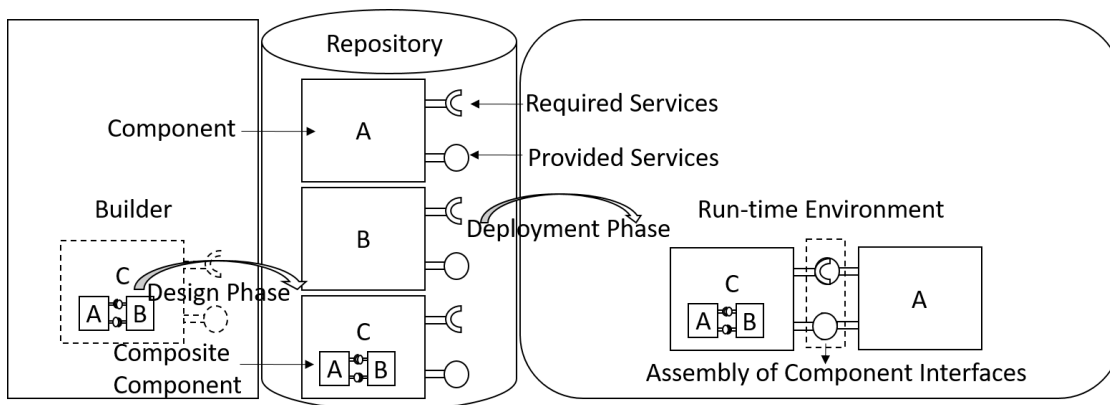 Repository
Component
A
Required Services
Provided Services
Builder
B
Deployment Phase
Run-time Environment
C
A B
Design Phase
C
A B
C
A B
A
Composite
Component
Assembly of Component Interfaces